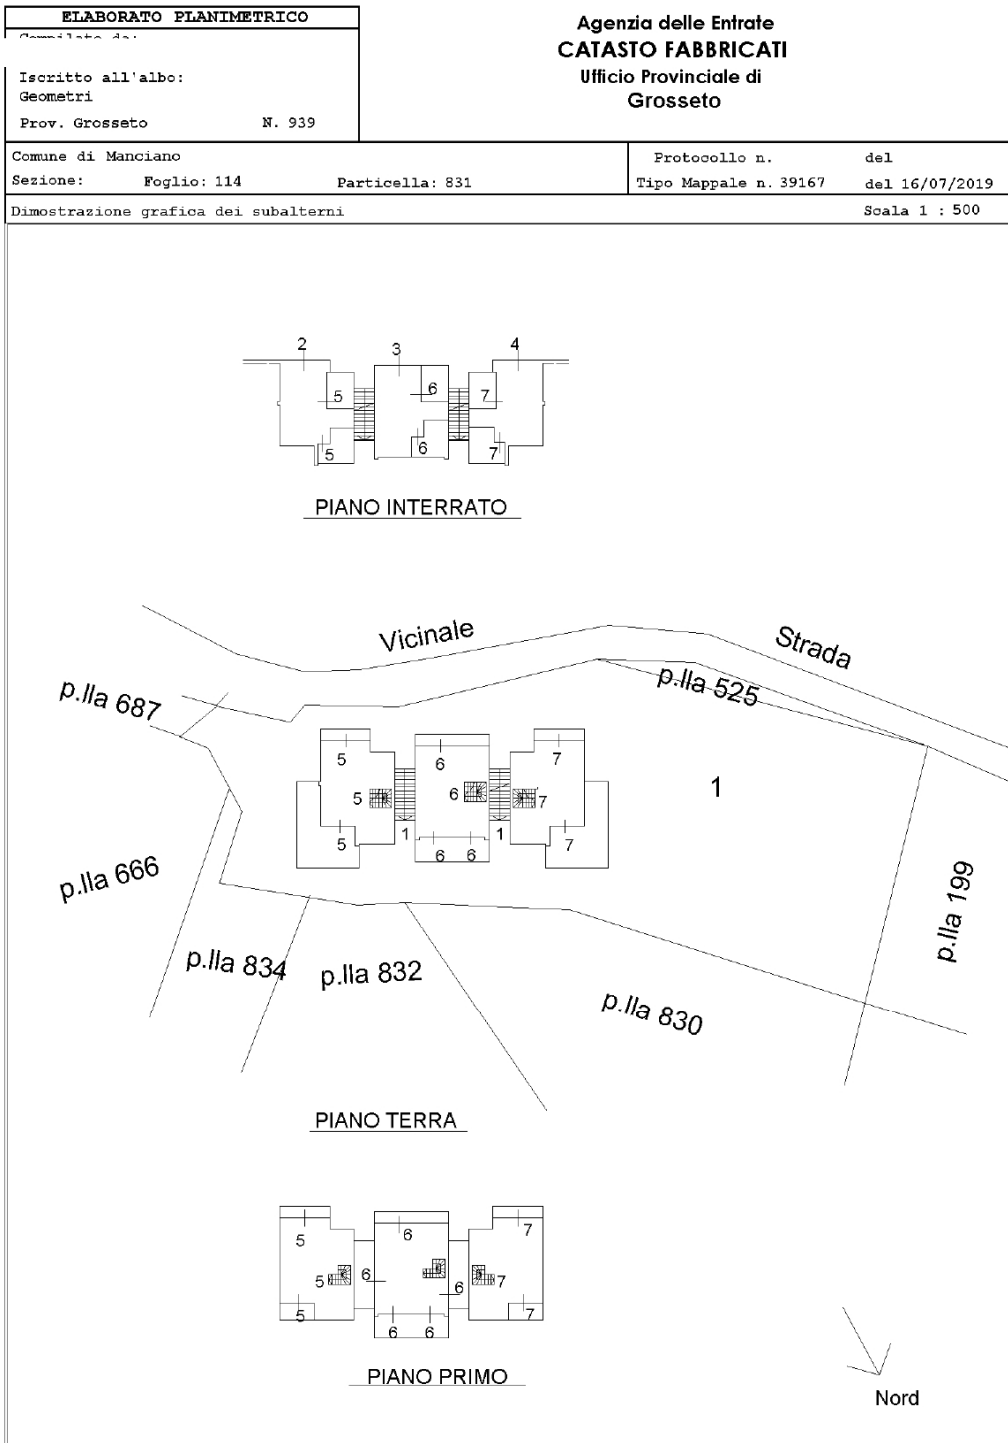 ELABORATO PLANIMETRICO
Compilato da:
Iscritto all'albo:
Geometri
Prov. Grosseto N. 939
Agenzia delle Entrate
CATASTO FABBRICATI
Ufficio Provinciale di
Grosseto
Comune di Manciano
Sezione: Foglio: 114 Particella: 831
Protocollo n. del
Tipo Mappale n. 39167 del 16/07/2019
Dimostrazione grafica dei subalterni Scala 1 : 500
2 3 4
5 6 7
5 6 7
PIANO INTERRATO
Vicinale Strada
p.lla 687
p.lla 525
5 6 7
5 6 7
1
1 1
5 6 6 7
p.lla 666
p.lla 199
p.lla 834
p.lla 832
p.lla 830
PIANO TERRA
5 6 7
5 6 6 7
5 6 6 7
PIANO PRIMO
Nord